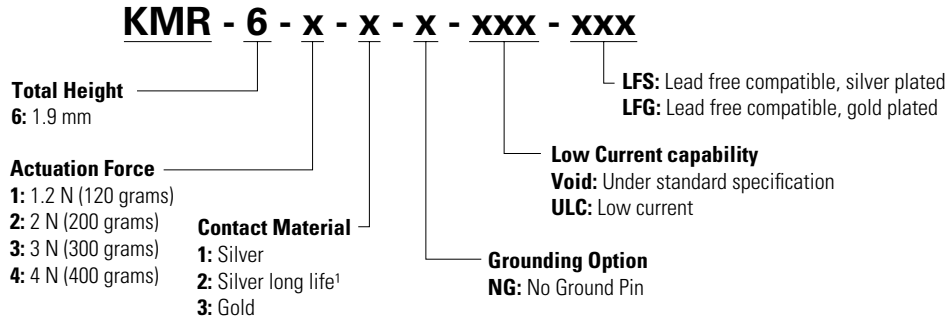 KMR - 6 - x - x - x - xxx - xxx
Total Height
6: 1.9 mm
Actuation Force
1: 1.2 N (120 grams)
2: 2 N (200 grams)
3: 3 N (300 grams)
4: 4 N (400 grams)
Contact Material
1: Silver
2: Silver long life¹
3: Gold
Grounding Option
NG: No Ground Pin
Low Current capability
Void: Under standard specification
ULC: Low current
LFS: Lead free compatible, silver plated
LFG: Lead free compatible, gold plated